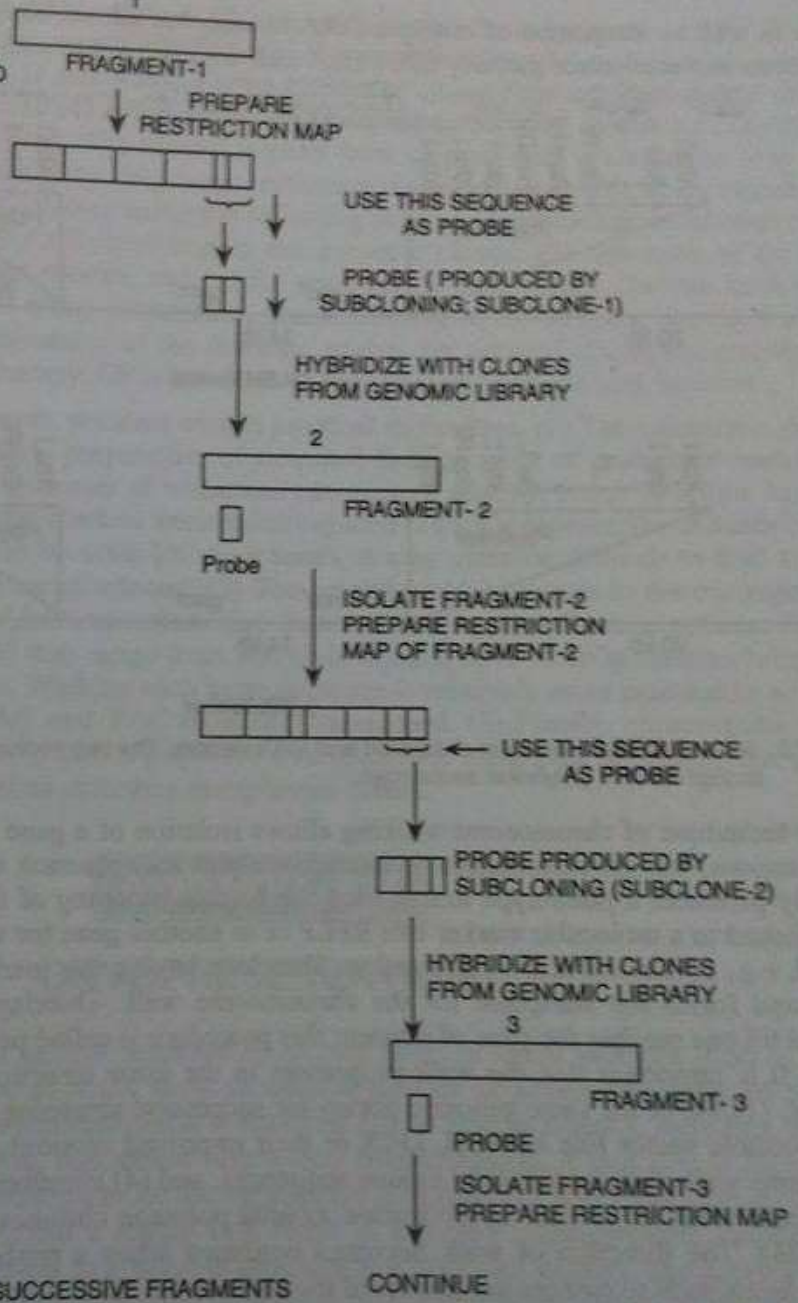 FRAGMENT-1
PREPARE
RESTRICTION MAP
USE THIS SEQUENCE
AS PROBE
PROBE ( PRODUCED BY
SUBCLONING; SUBCLONE-1)
HYBRIDIZE WITH CLONES
FROM GENOMIC LIBRARY
2
FRAGMENT- 2
Probe
ISOLATE FRAGMENT-2
PREPARE RESTRICTION
MAP OF FRAGMENT-2
USE THIS SEQUENCE
AS PROBE
PROBE PRODUCED BY
SUBCLONING (SUBCLONE-2)
HYBRIDIZE WITH CLONES
FROM GENOMIC LIBRARY
3
FRAGMENT- 3
PROBE
ISOLATE FRAGMENT-3
PREPARE RESTRICTION MAP
SUCCESSIVE FRAGMENTS CONTINUE